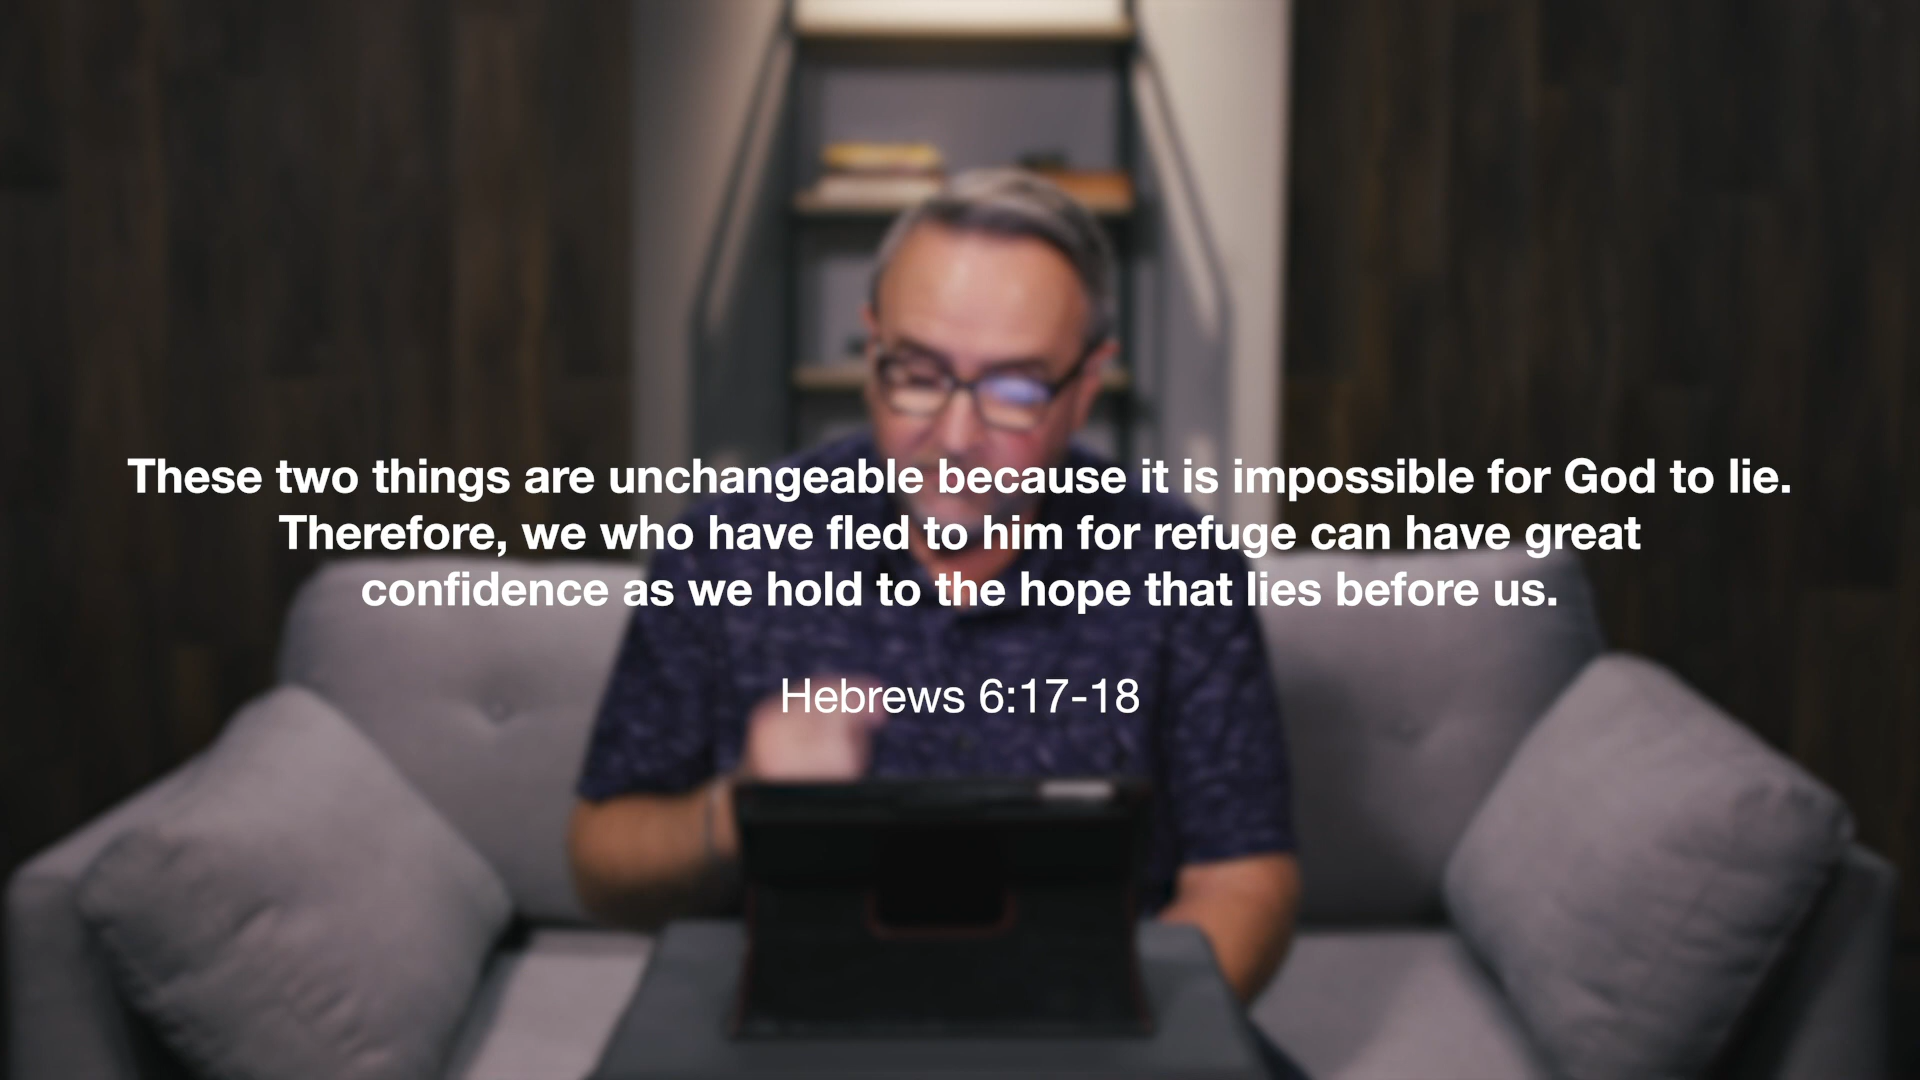 These two things are unchangeable because it is impossible for God to lie.
Therefore, we who have fled to him for refuge can have great
confidence as we hold to the hope that lies before us.
Hebrews 6:17-18